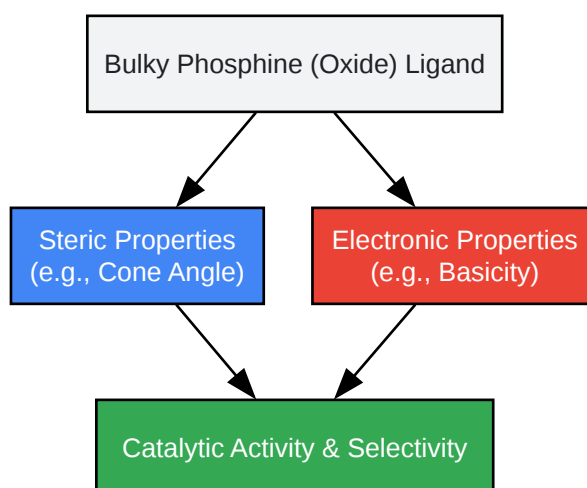 Bulky Phosphine (Oxide) Ligand
Steric Properties
(e.g., Cone Angle)
Electronic Properties
(e.g., Basicity)
Catalytic Activity & Selectivity